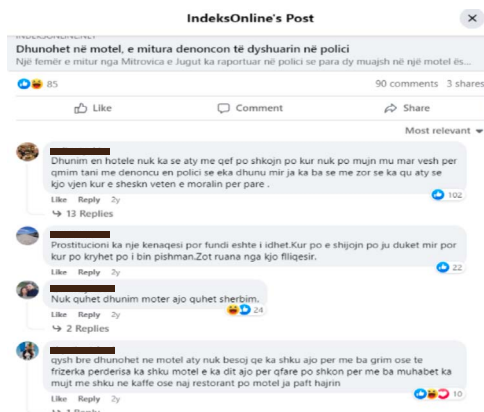 IndeksOnline's Post
INDEKSONLINE.NET
Dhunohet në motel, e mitura denoncon të dyshuarin në polici
Një femër e mitur nga Mitrovica e Jugut ka raportuar në polici se para dy muajsh në një motel ës...
85
90 comments 3 shares
Like Comment Share
Most relevant
Dhunim en hotele nuk ka se aty me qef po shkojn po kur nuk po mujn mu mar vesh per
qmim tani me denoncu en polici se eka dhunu mir ja ka ba se me zor se ka qu aty se
kjo vjen kur e sheskn veten e moralin per pare .
102
Like Reply 2y
13 Replies
Prostitucioni ka nje kenaqesi por fundi eshte i idhet.Kur po e shijojn po ju duket mir por
kur po kryhet po i bin pishman.Zot ruana nga kjo flliqesir.
22
Like Reply 2y
Nuk quhet dhunim moter ajo quhet sherbim.
24
Like Reply 2y
2 Replies
qysh bre dhunohet ne motel aty nuk besoj qe ka shku ajo per me ba grim ose te
frizerka perderisa ka shku motel e ka dit ajo per qfare po shkon per me ba muhabet ka
mujt me shku ne kaffe ose naj restorant po motel ja paft hajrin
10
Like Reply 2y
1 Reply